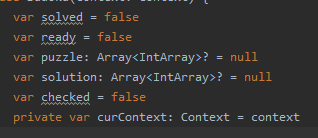 var solved = false
var ready = false
var puzzle: Array<IntArray>? = null
var solution: Array<IntArray>? = null
var checked = false
private var curContext: Context = context